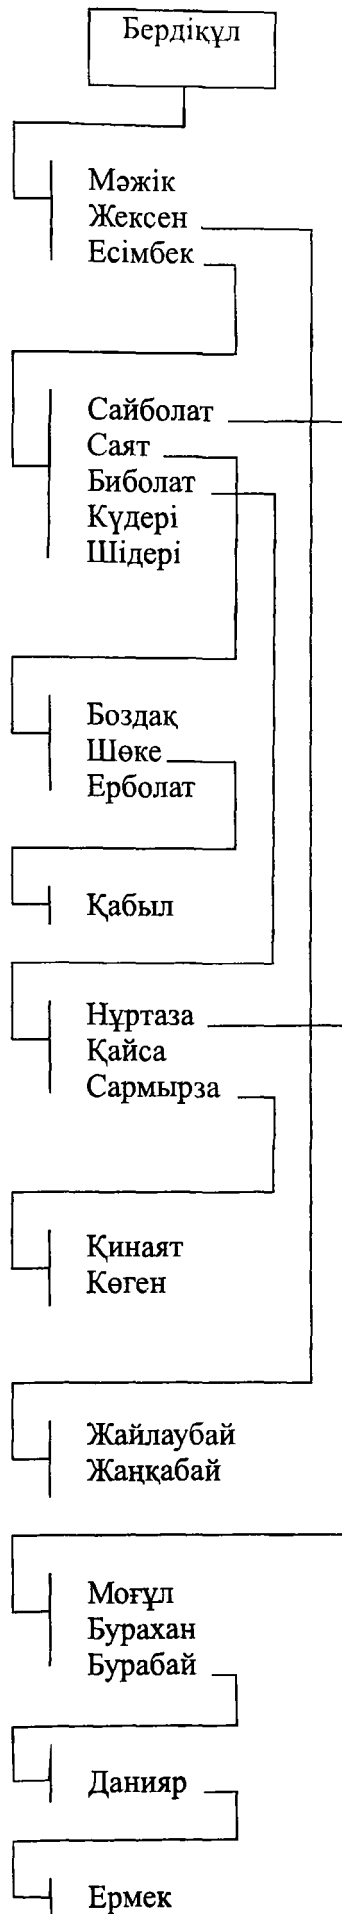 Бердіқұл
Мәжік
Жексен
Есімбек
Сайболат
Саят
Биболат
Күдері
Шідері
Боздақ
Шөке
Ерболат
Қабыл
Нұртаза
Қайса
Сармырза
Қинаят
Көген
Жайлаубай
Жаңқабай
Моғұл
Бурахан
Бурабай
Данияр
Ермек